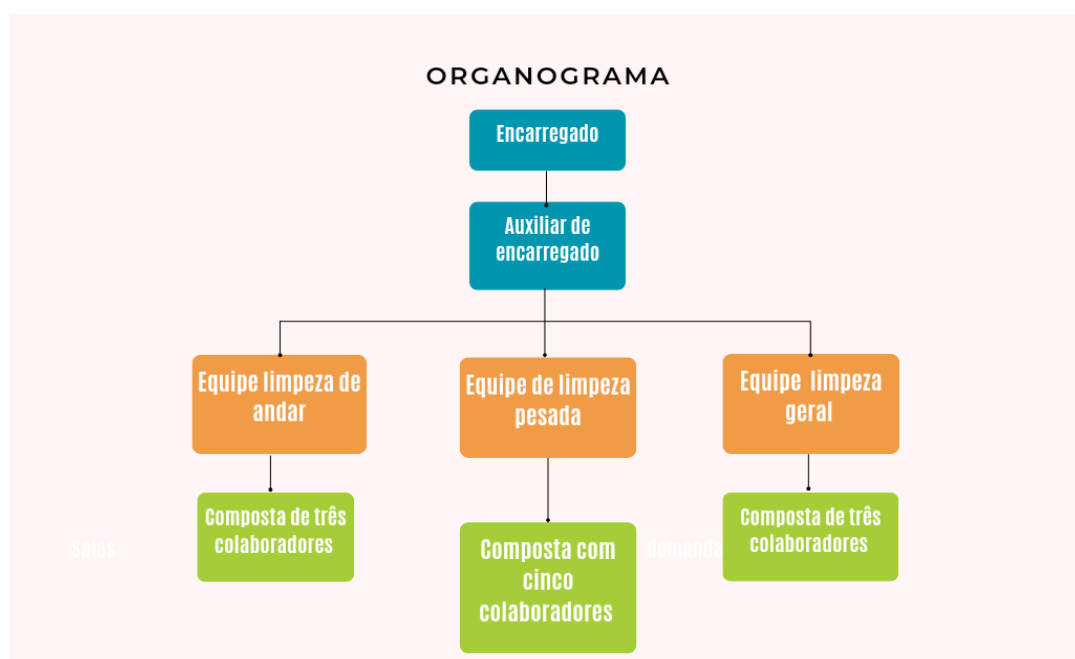 ORGANOGRAMA
Encarregado
Auxiliar de
encarregado
Equipe limpeza de
andar
Equipe de limpeza
pesada
Equipe limpeza
geral
Composta de três
colaboradores
Composta com
cinco
colaboradores
Composta de três
colaboradores
Salas
demanda